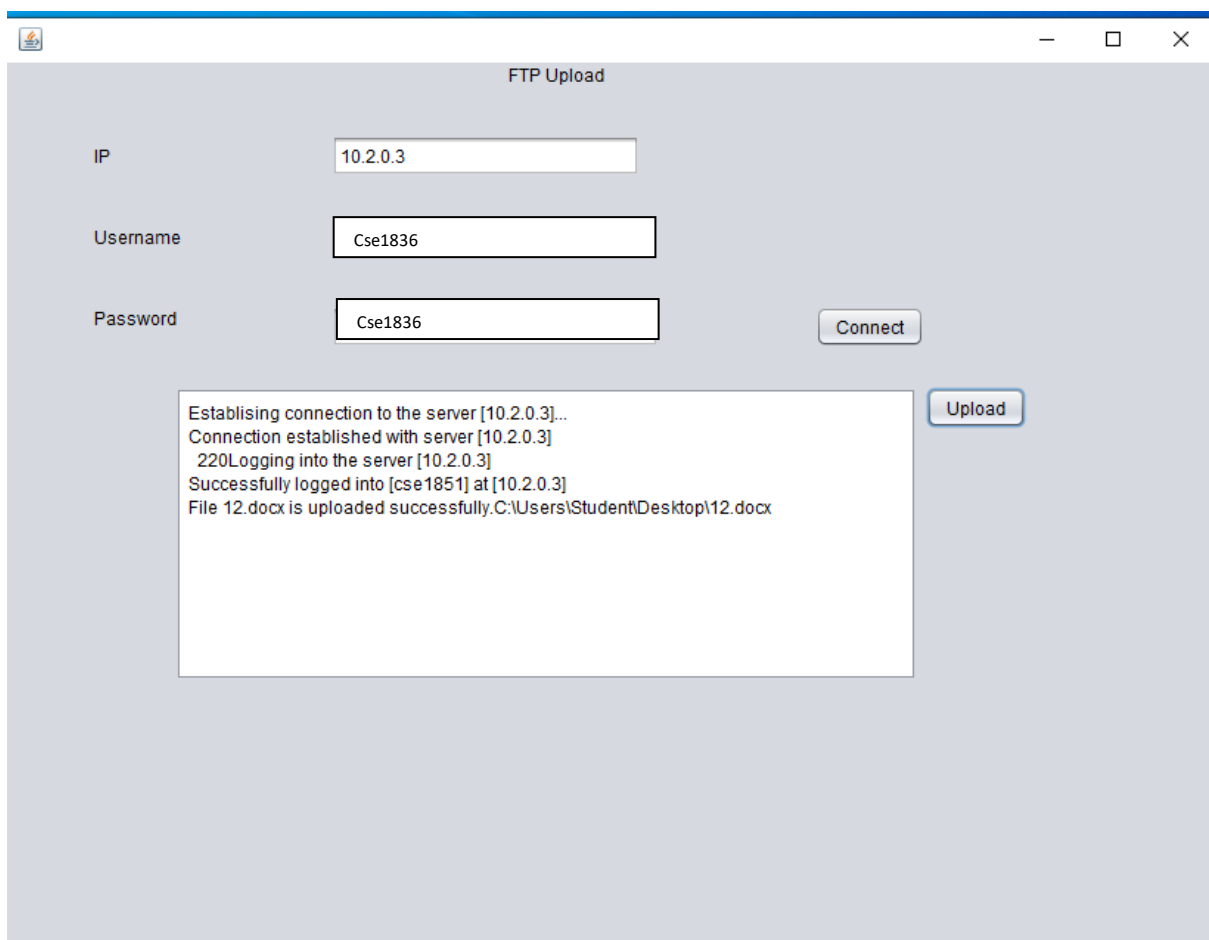 FTP Upload
IP 10.2.0.3
Username Cse1836
Password Cse1836 Connect
Upload
Establising connection to the server [10.2.0.3]...
Connection established with server [10.2.0.3]
220Logging into the server [10.2.0.3]
Successfully logged into [cse1851] at [10.2.0.3]
File 12.docx is uploaded successfully.C:\Users\Student\Desktop\12.docx